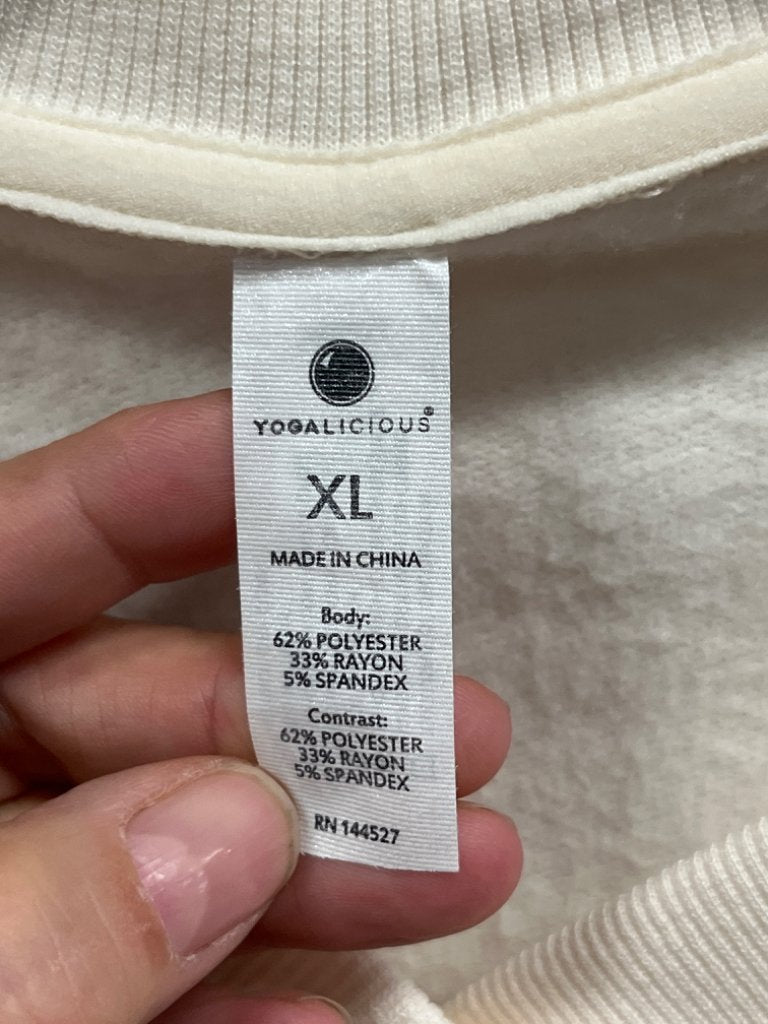 YOGALICIOUS®
XL
MADE IN CHINA
Body:
62% POLYESTER
33% RAYON
5% SPANDEX
Contrast:
62% POLYESTER
33% RAYON
5% SPANDEX
RN 144527